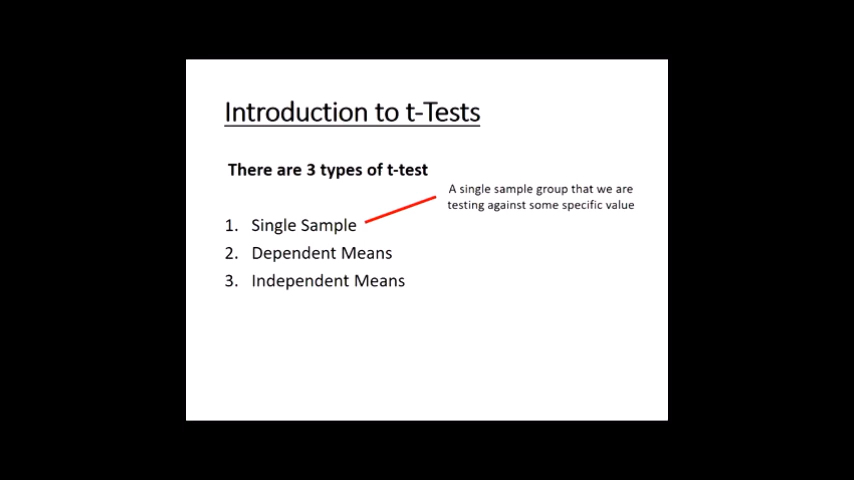 Introduction to t-Tests
There are 3 types of t-test
A single sample group that we are
testing against some specific value
1. Single Sample
2. Dependent Means
3. Independent Means